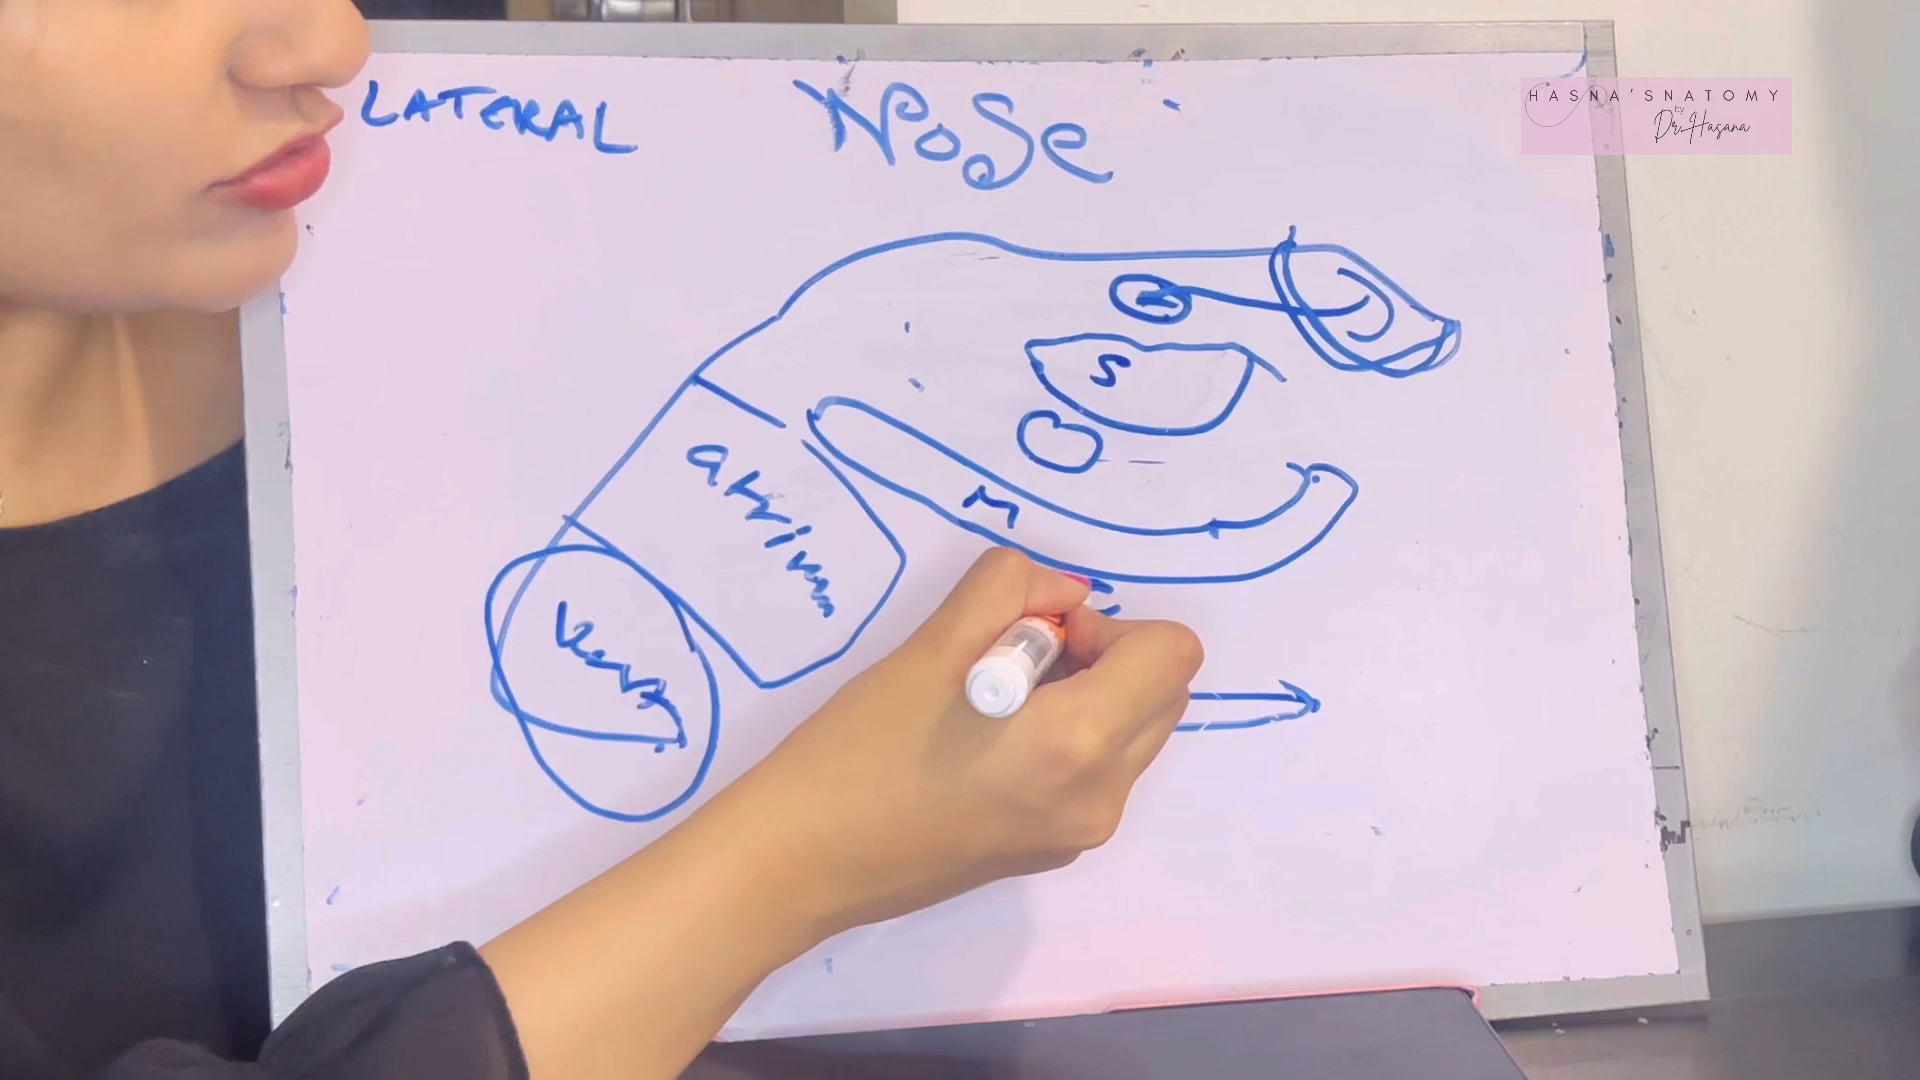 LATERAL
Nose
HASNA'SNATOMY
by
Dr.Hasana
S
atrium
M